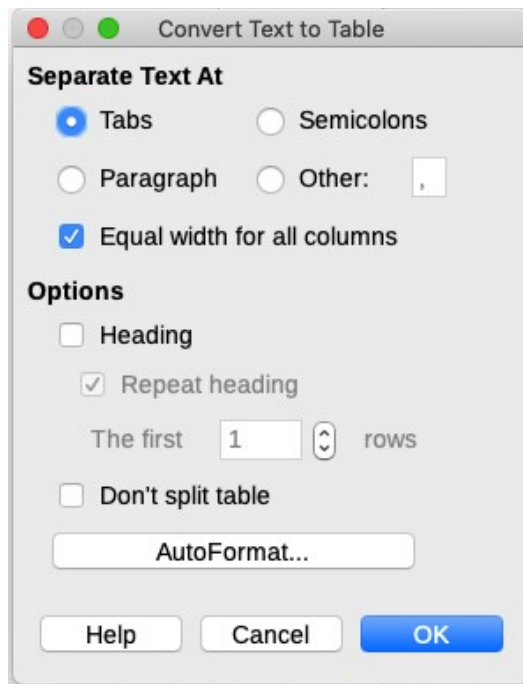 Convert Text to Table
Separate Text At
Tabs Semicolons
Paragraph Other: ,
Equal width for all columns
Options
Heading
Repeat heading
The first 1 rows
Don't split table
AutoFormat...
Help Cancel OK